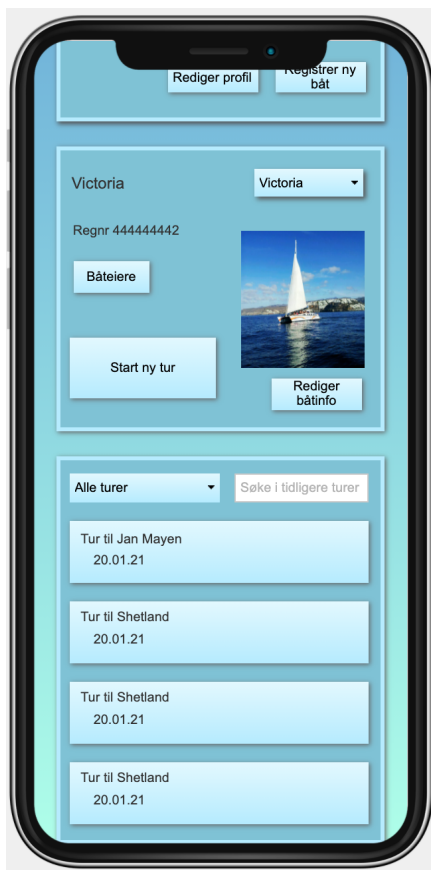 Rediger profil
Registrer ny
båt
Victoria
Victoria
Regnr 444444442
Båteiere
Start ny tur
Rediger
båtinfo
Alle turer
Søke i tidligere turer
Tur til Jan Mayen
20.01.21
Tur til Shetland
20.01.21
Tur til Shetland
20.01.21
Tur til Shetland
20.01.21